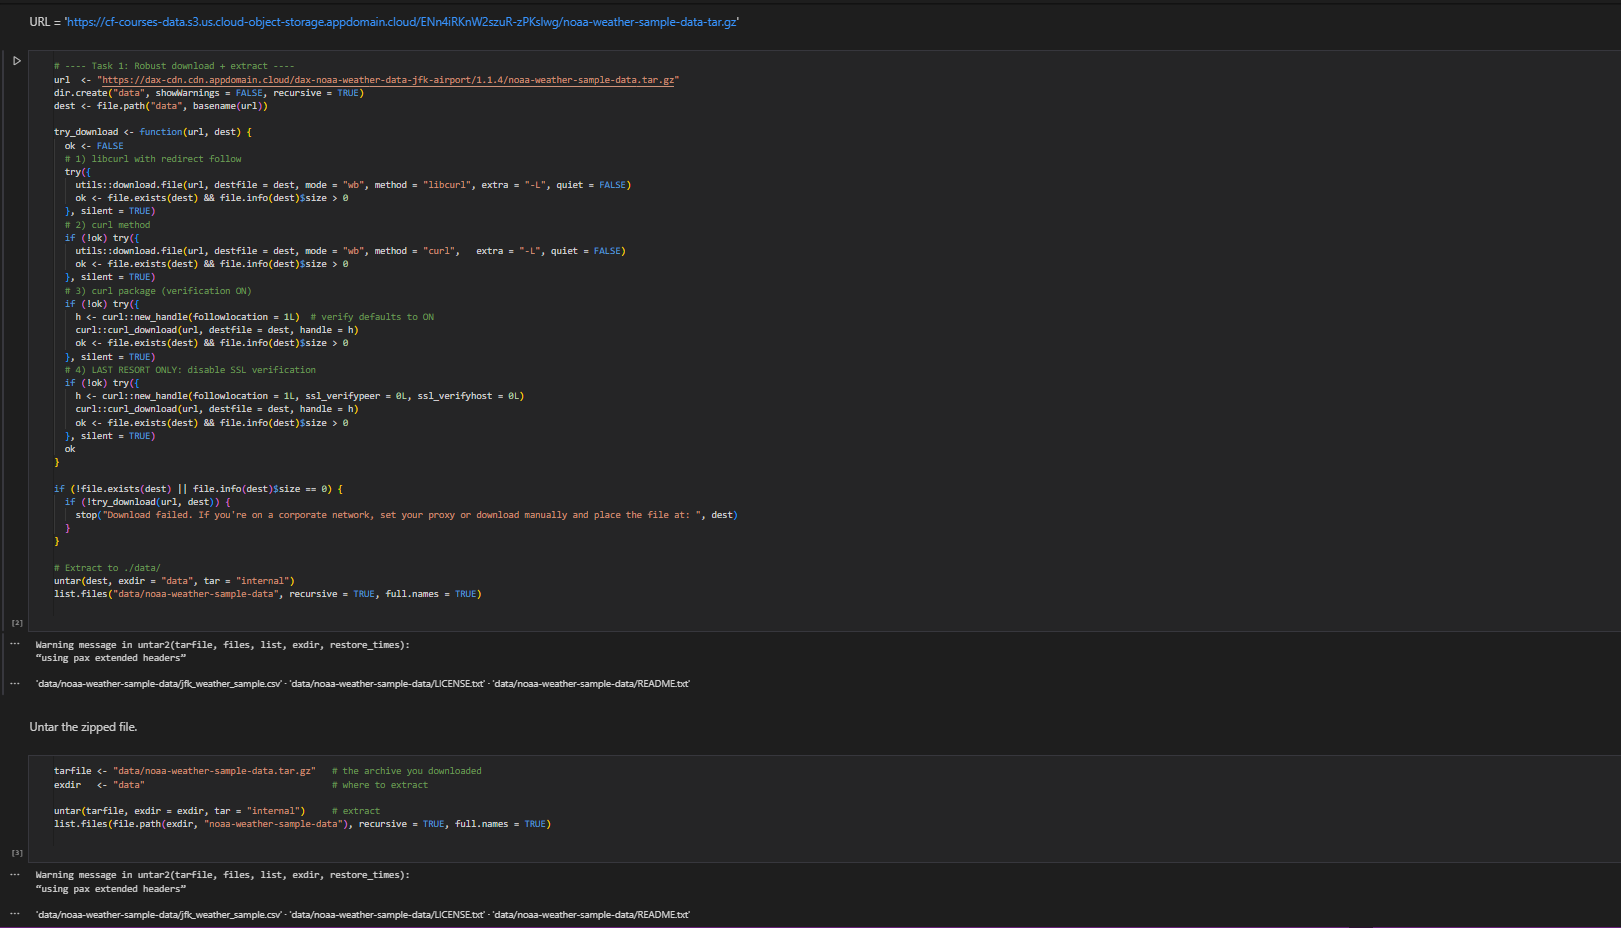 URL = 'https://cf-courses-data.s3.us.cloud-object-storage.appdomain.cloud/ENn4iRKnW2szuR-zPKslwg/noaa-weather-sample-data-tar.gz'
# ---- Task 1: Robust download + extract ----
url  <- "https://dax-cdn.cdn.appdomain.cloud/dax-noaa-weather-data-jfk-airport/1.1.4/noaa-weather-sample-data.tar.gz"
dir.create("data", showWarnings = FALSE, recursive = TRUE)
dest <- file.path("data", basename(url))
try_download <- function(url, dest) {
  ok <- FALSE
  # 1) libcurl with redirect follow
  try({
    utils::download.file(url, destfile = dest, mode = "wb", method = "libcurl", extra = "-L", quiet = FALSE)
    ok <- file.exists(dest) && file.info(dest)$size > 0
  }, silent = TRUE)
  # 2) curl method
  if (!ok) try({
    utils::download.file(url, destfile = dest, mode = "wb", method = "curl",   extra = "-L", quiet = FALSE)
    ok <- file.exists(dest) && file.info(dest)$size > 0
  }, silent = TRUE)
  # 3) curl package (verification ON)
  if (!ok) try({
    h <- curl::new_handle(followlocation = 1L)  # verify defaults to ON
    curl::curl_download(url, destfile = dest, handle = h)
    ok <- file.exists(dest) && file.info(dest)$size > 0
  }, silent = TRUE)
  # 4) LAST RESORT ONLY: disable SSL verification
  if (!ok) try({
    h <- curl::new_handle(followlocation = 1L, ssl_verifypeer = 0L, ssl_verifyhost = 0L)
    curl::curl_download(url, destfile = dest, handle = h)
    ok <- file.exists(dest) && file.info(dest)$size > 0
  }, silent = TRUE)
  ok
}
if (!file.exists(dest) || file.info(dest)$size == 0) {
  if (!try_download(url, dest)) {
    stop("Download failed. If you're on a corporate network, set your proxy or download manually and place the file at: ", dest)
  }
}
# Extract to ./data/
untar(dest, exdir = "data", tar = "internal")
list.files("data/noaa-weather-sample-data", recursive = TRUE, full.names = TRUE)
[2]
... Warning message in untar2(tarfile, files, list, exdir, restore_times):
“using pax extended headers”
... 'data/noaa-weather-sample-data/jfk_weather_sample.csv' · 'data/noaa-weather-sample-data/LICENSE.txt' · 'data/noaa-weather-sample-data/README.txt'
Untar the zipped file.
tarfile <- "data/noaa-weather-sample-data.tar.gz"   # the archive you downloaded
exdir   <- "data"                                   # where to extract
untar(tarfile, exdir = exdir, tar = "internal")     # extract
list.files(file.path(exdir, "noaa-weather-sample-data"), recursive = TRUE, full.names = TRUE)
[3]
... Warning message in untar2(tarfile, files, list, exdir, restore_times):
“using pax extended headers”
... 'data/noaa-weather-sample-data/jfk_weather_sample.csv' · 'data/noaa-weather-sample-data/LICENSE.txt' · 'data/noaa-weather-sample-data/README.txt'